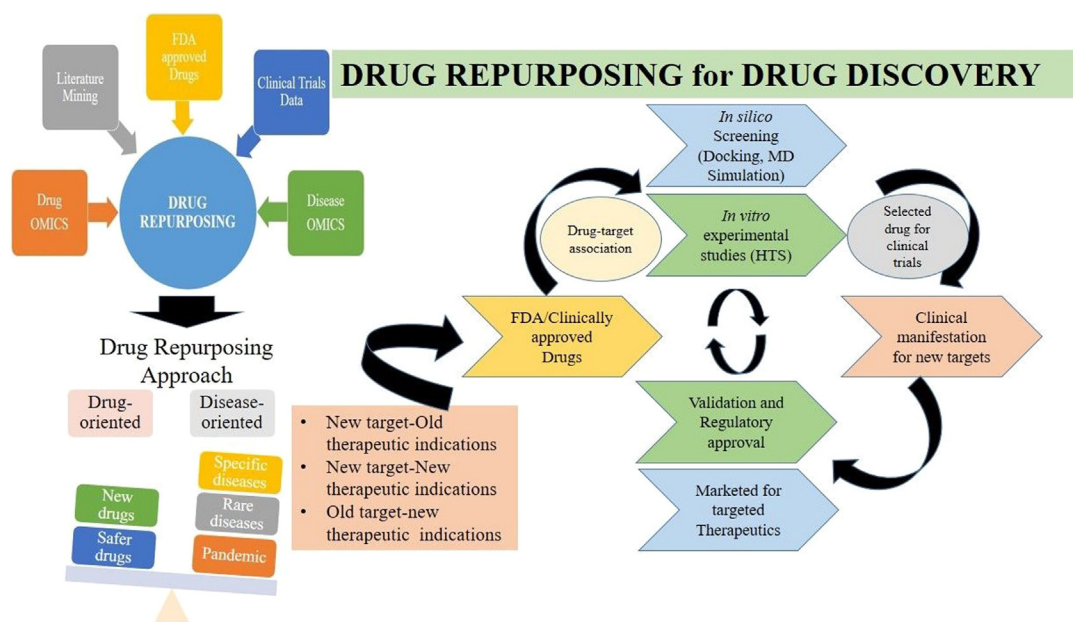 DRUG REPURPOSING for DRUG DISCOVERY
FDA
approved
Drugs
Literature
Mining
Clinical Trials
Data
Drug
OMICS
DRUG
REPURPOSING
Disease
OMICS
Drug Repurposing
Approach
Drug-
oriented
Disease-
oriented
New
drugs
Safer
drugs
Specific
diseases
Rare
diseases
Pandemic
• New target-Old
therapeutic indications
• New target-New
therapeutic indications
• Old target-new
therapeutic indications
FDA/Clinically
approved
Drugs
Drug-target
association
In silico
Screening
(Docking, MD
Simulation)
In vitro
experimental
studies (HTS)
Selected
drug for
clinical
trials
Clinical
manifestation
for new targets
Validation and
Regulatory
approval
Marketed for
targeted
Therapeutics